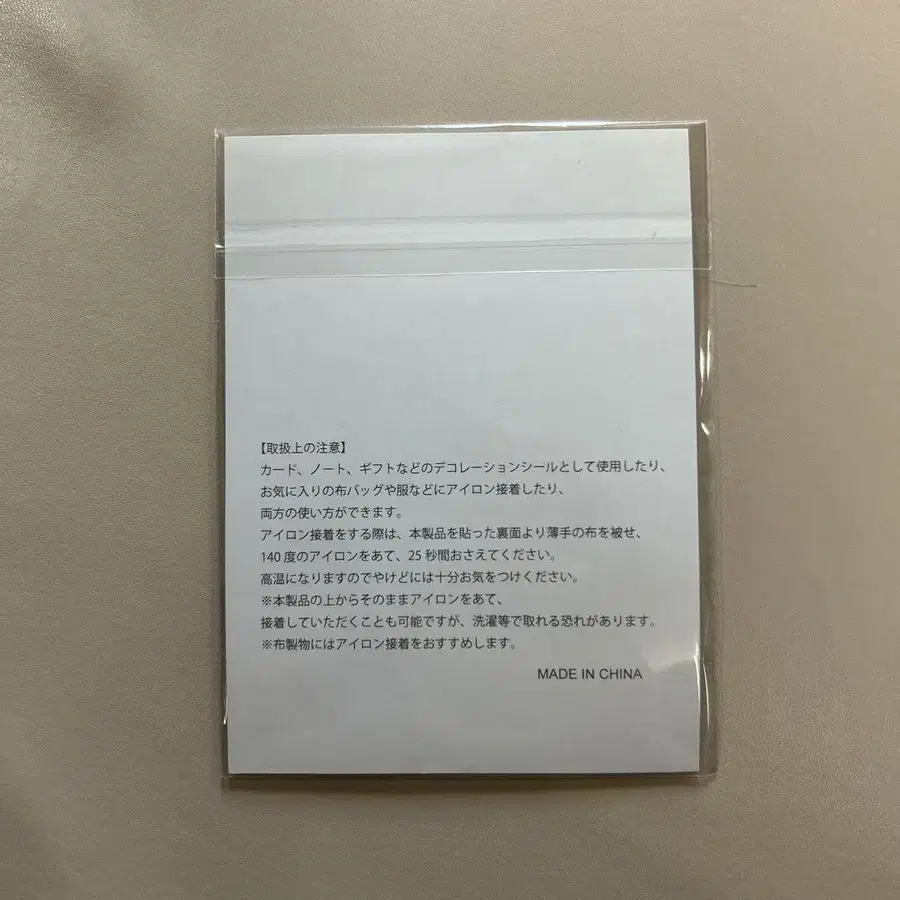 【取扱上の注意】
カード、ノート、ギフトなどのデコレーションシールとして使用したり、
お気に入りの布バッグや服などにアイロン接着したり、
両方の使い方ができます。
アイロン接着をする際は、本製品を貼った裏面より薄手の布を被せ、
140 度のアイロンをあて、25 秒間おさえてください。
高温になりますのでやけどには十分お気をつけください。
※本製品の上からそのままアイロンをあて、
接着していただくことも可能ですが、洗濯等で取れる恐れがあります。
※布製物にはアイロン接着をおすすめします。
MADE IN CHINA